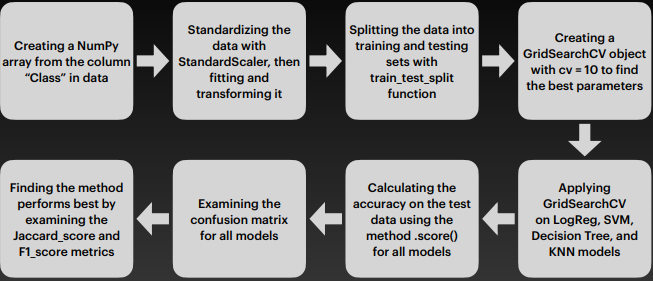 Creating a NumPy
array from the column
“Class” in data
Standardizing the
data with
StandardScaler, then
fitting and
transforming it
Splitting the data into
training and testing
sets with
train_test_split
function
Creating a
GridSearchCV object
with cv = 10 to find
the best parameters
Applying
GridSearchCV
on LogReg, SVM,
Decision Tree, and
KNN models
Calculating the
accuracy on the test
data using the
method .score()
for all models
Examining the
confusion matrix
for all models
Finding the method
performs best by
examining the
Jaccard_score and
F1_score metrics